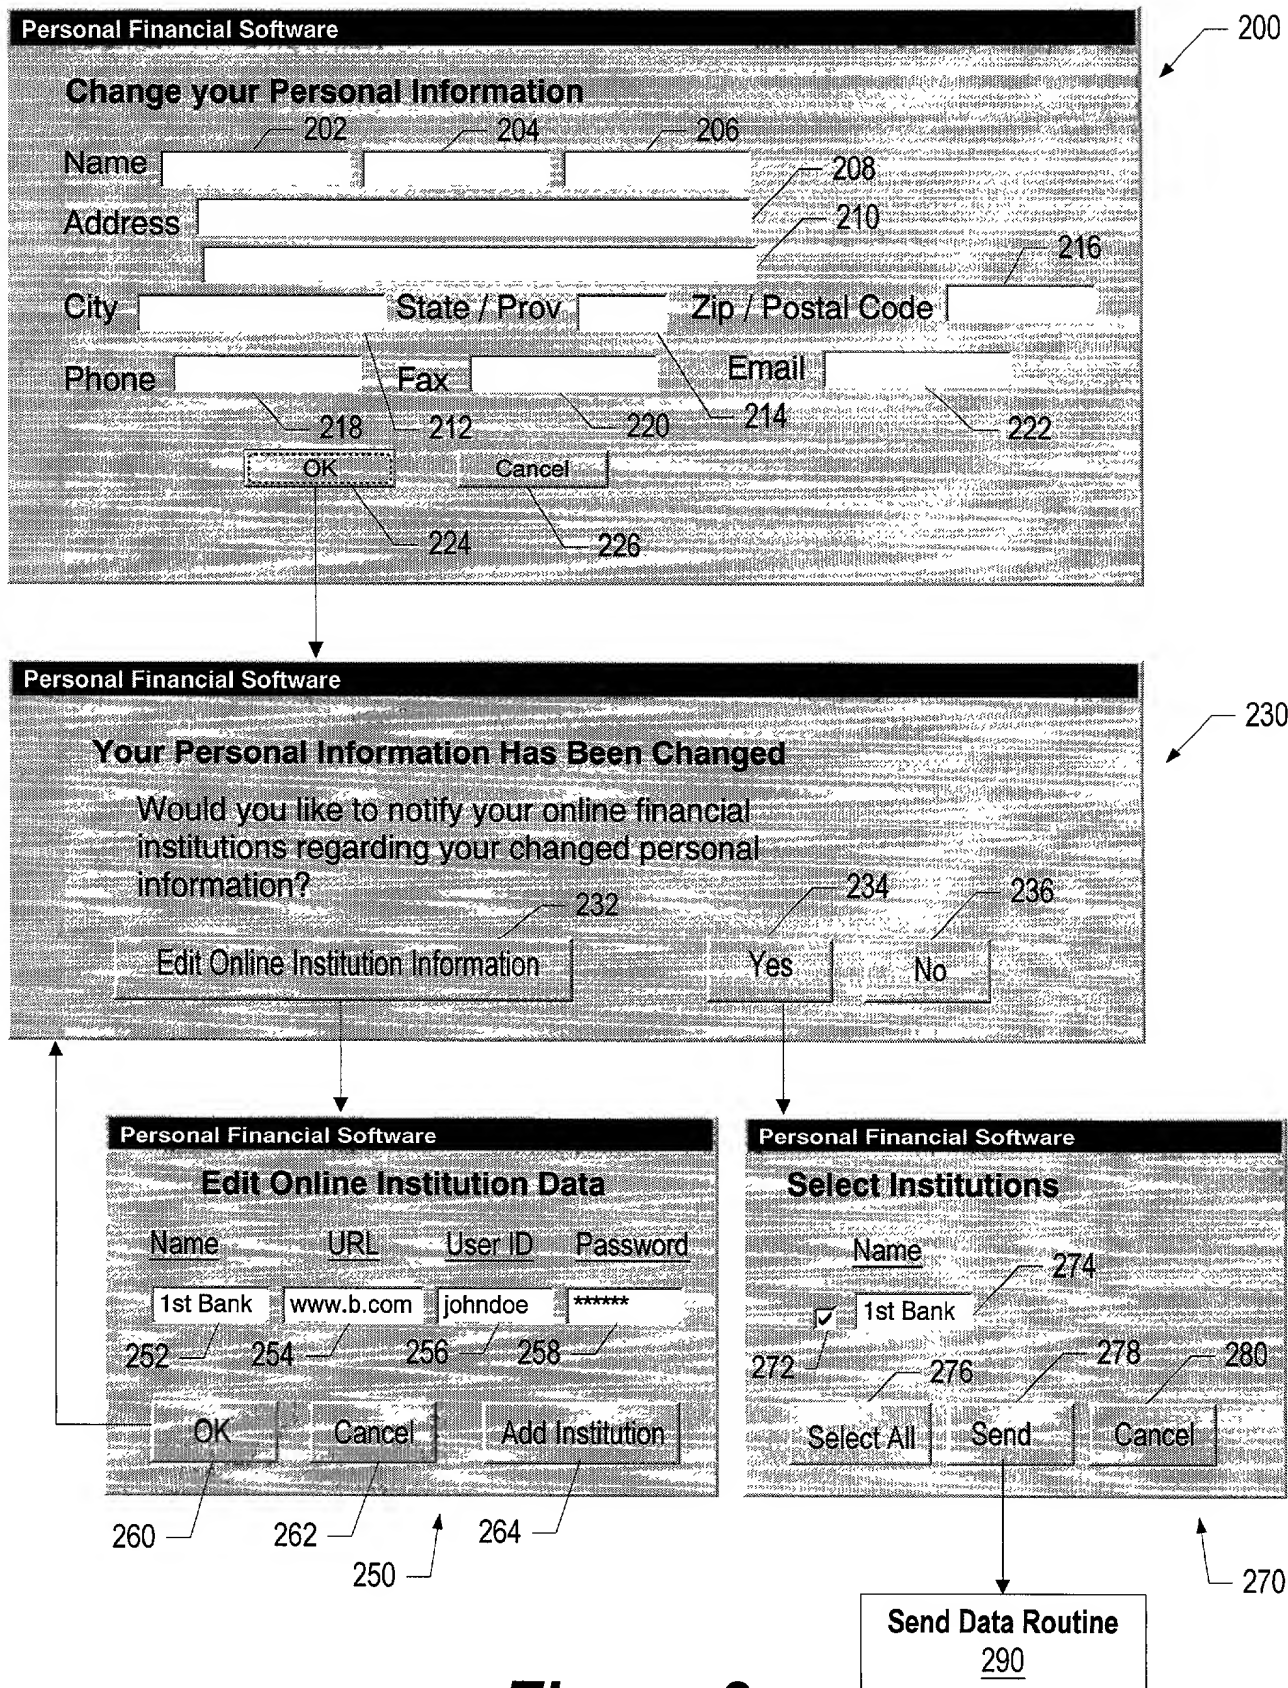 Personal Financial Software
200
Change your Personal Information
202 204 206
Name
208
Address
210
216
City State / Prov Zip / Postal Code
Phone Fax Email
218 212 220 214 222
OK Cancel
224 226
Personal Financial Software
230
Your Personal Information Has Been Changed
Would you like to notify your online financial
institutions regarding your changed personal
information?
232 234 236
Edit Online Institution Information Yes No
Personal Financial Software
Edit Online Institution Data
Name URL User ID Password
1st Bank www.b.com johndoe ******
252 254 256 258
OK Cancel Add Institution
260 262 264
250
Personal Financial Software
Select Institutions
Name
274
1st Bank
272 276 278 280
Select All Send Cancel
270
Send Data Routine
290